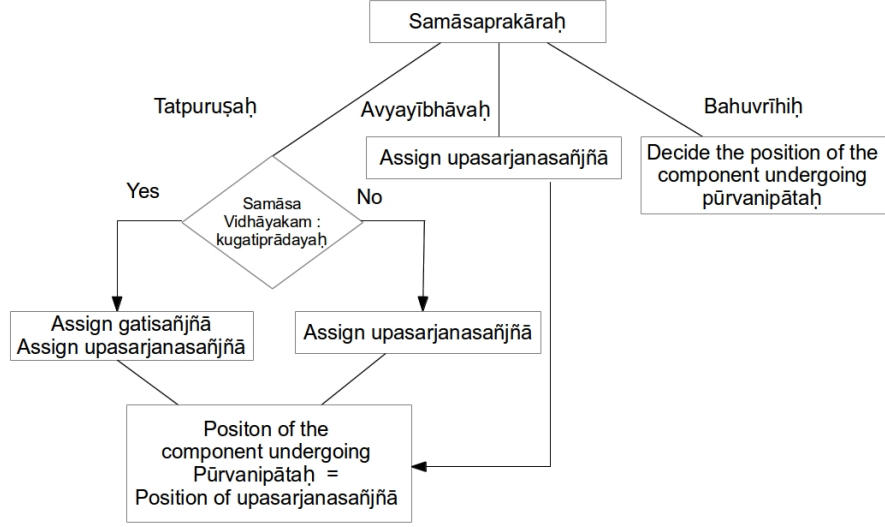 Samāsaprakāraḥ
Tatpuruṣaḥ
Avyayībhāvaḥ
Bahuvrīhiḥ
Assign upasarjanasañjñā
Decide the position of the
component undergoing
pūrvanipātaḥ
Yes
No
Samāsa
Vidhāyakam :
kugatiprādayaḥ
Assign gatisañjñā
Assign upasarjanasañjñā
Assign upasarjanasañjñā
Positon of the
component undergoing
Pūrvanipātaḥ =
Position of upasarjanasañjñā